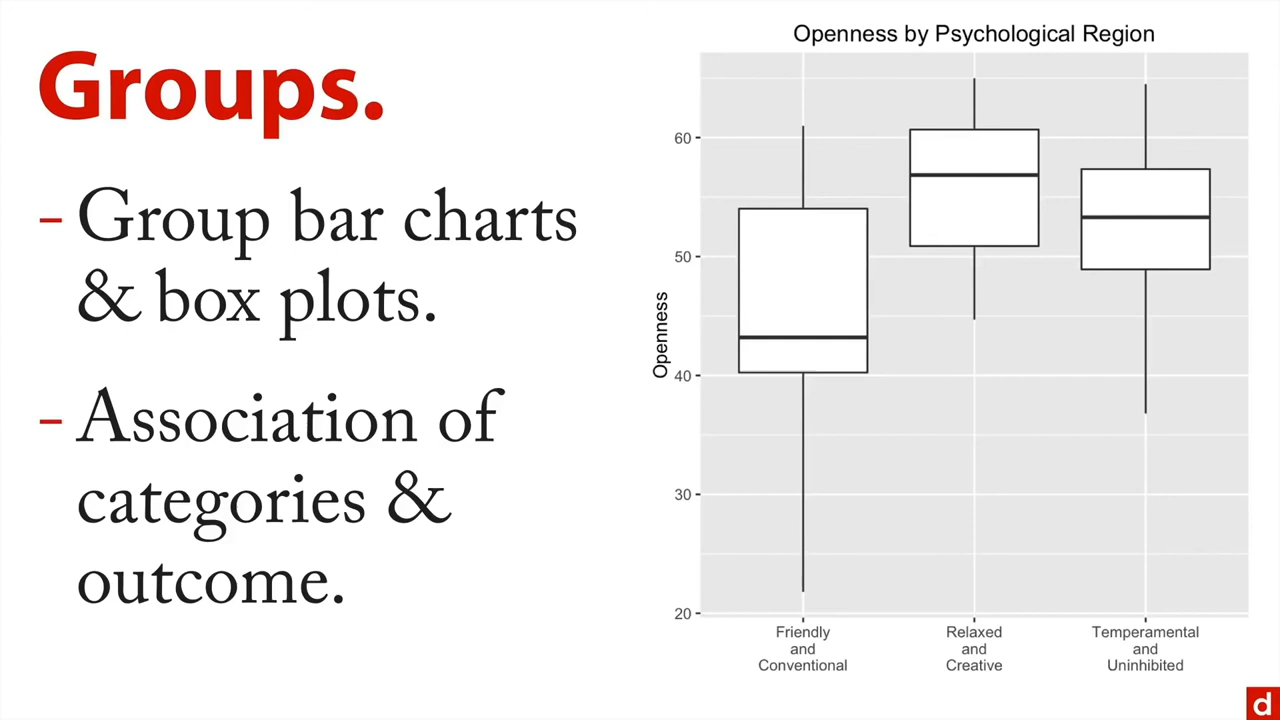 Groups.
- Group bar charts
& box plots.
- Association of
categories &
outcome.
Openness by Psychological Region
Openness
60
50
40
30
20
Friendly
and
Conventional
Relaxed
and
Creative
Temperamental
and
Uninhibited
d